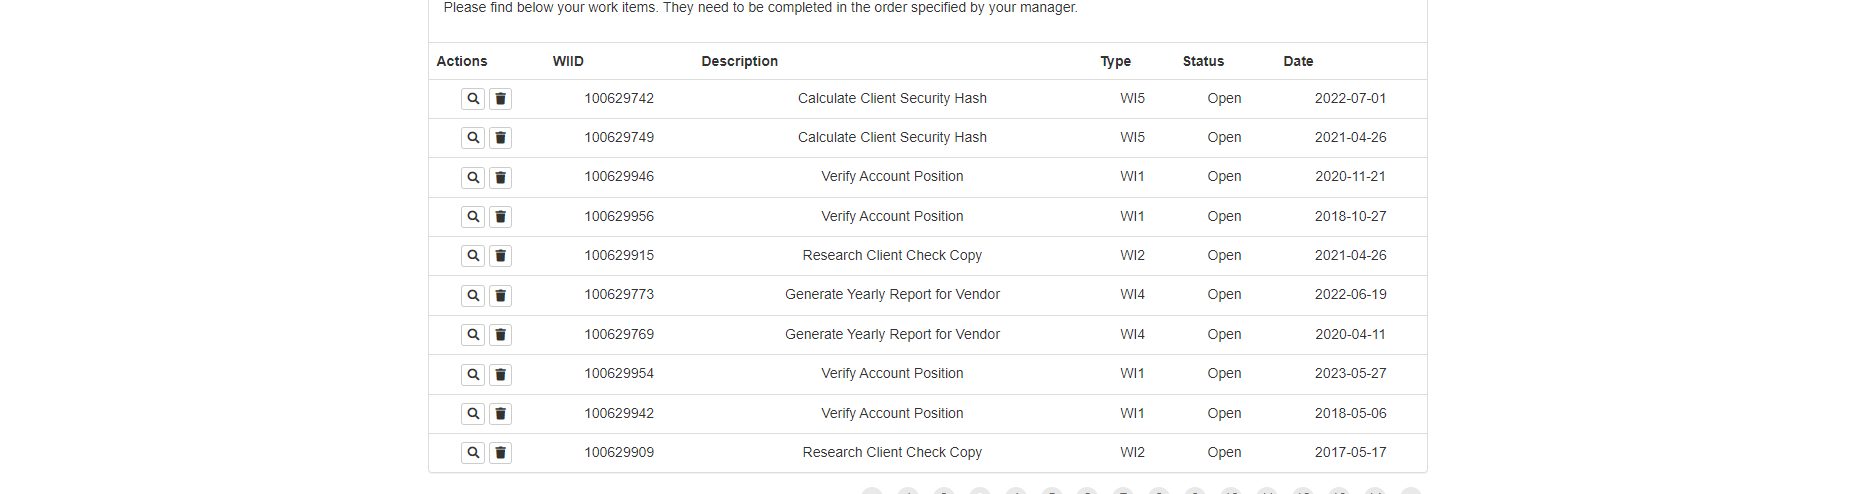 Please find below your work items. They need to be completed in the order specified by your manager.
Actions WIID Description Type Status Date
100629742 Calculate Client Security Hash WI5 Open 2022-07-01
100629749 Calculate Client Security Hash WI5 Open 2021-04-26
100629946 Verify Account Position WI1 Open 2020-11-21
100629956 Verify Account Position WI1 Open 2018-10-27
100629915 Research Client Check Copy WI2 Open 2021-04-26
100629773 Generate Yearly Report for Vendor WI4 Open 2022-06-19
100629769 Generate Yearly Report for Vendor WI4 Open 2020-04-11
100629954 Verify Account Position WI1 Open 2023-05-27
100629942 Verify Account Position WI1 Open 2018-05-06
100629909 Research Client Check Copy WI2 Open 2017-05-17